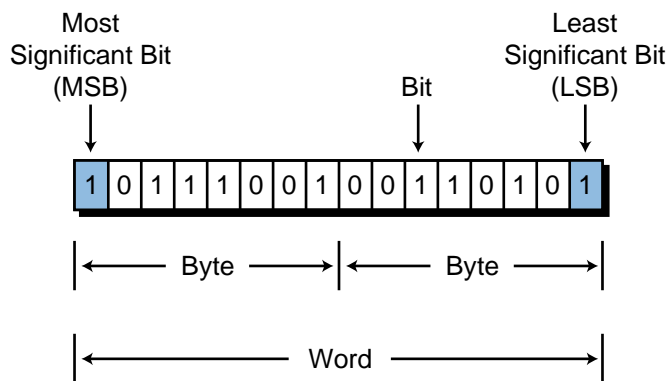 Most
Significant Bit
(MSB)
Bit
Least
Significant Bit
(LSB)
1 0 1 1 1 0 0 1 0 0 1 1 0 1 0 1
Byte Byte
Word